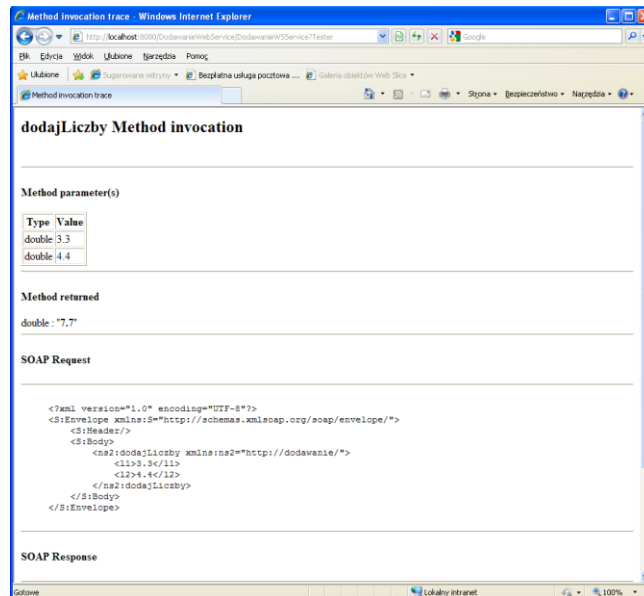 Method invocation trace - Windows Internet Explorer
http://localhost:8080/DodawanieWebService/DodawanieWSService?Tester
Google
Plik Edycja Widok Ulubione Narzędzia Pomoc
Ulubione Sugerowane witryny Bezpłatna usługa pocztowa ... Galeria obiektów Web Slice
Method invocation trace Strona Bezpieczeństwo Narzędzia
dodajLiczby Method invocation
Method parameter(s)
Type Value
double 3.3
double 4.4
Method returned
double : "7.7"
SOAP Request
<?xml version="1.0" encoding="UTF-8"?>
<S:Envelope xmlns:S="http://schemas.xmlsoap.org/soap/envelope/">
<S:Header/>
<S:Body>
<ns2:dodajLiczby xmlns:ns2="http://dodawanie/">
<l1>3.3</l1>
<l2>4.4</l2>
</ns2:dodajLiczby>
</S:Body>
</S:Envelope>
SOAP Response
Gotowe Lokalny intranet 100%